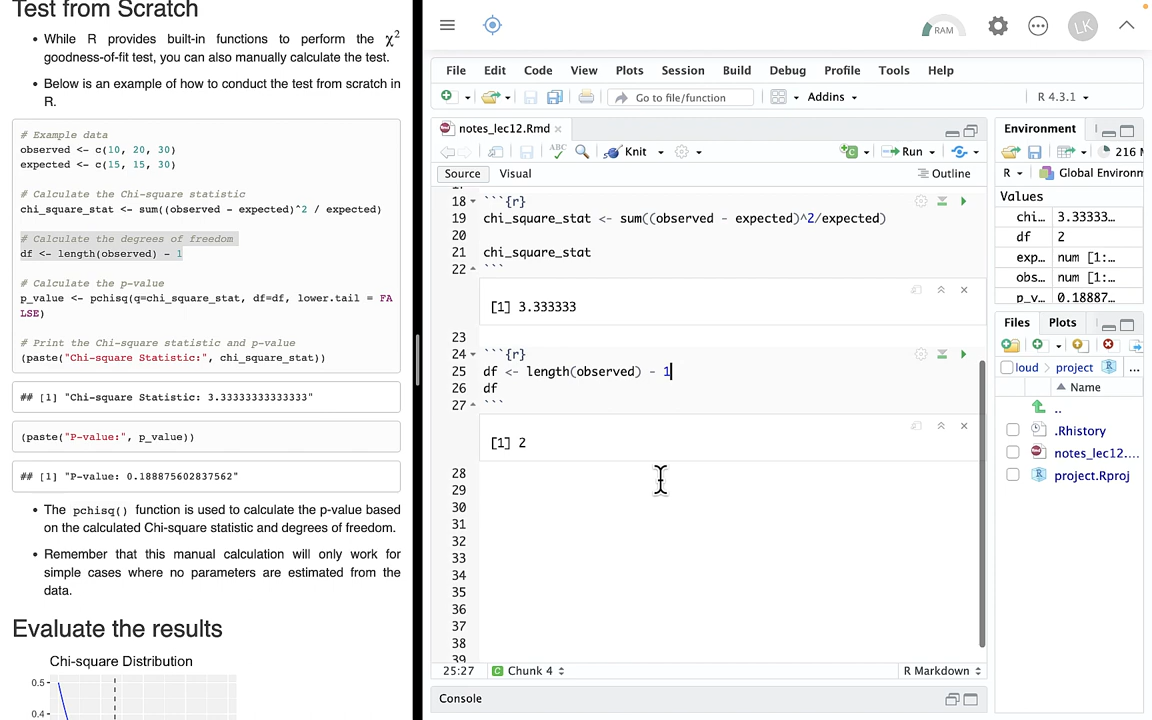 Test from Scratch
• While R provides built-in functions to perform the χ²
goodness-of-fit test, you can also manually calculate the test.
• Below is an example of how to conduct the test from scratch in
R.
# Example data
observed <- c(10, 20, 30)
expected <- c(15, 15, 30)
# Calculate the Chi-square statistic
chi_square_stat <- sum((observed - expected)^2 / expected)
# Calculate the degrees of freedom
df <- length(observed) - 1
# Calculate the p-value
p_value <- pchisq(q=chi_square_stat, df=df, lower.tail = FA
LSE)
# Print the Chi-square statistic and p-value
(paste("Chi-square Statistic:", chi_square_stat))
## [1] "Chi-square Statistic: 3.33333333333333"
(paste("P-value:", p_value))
## [1] "P-value: 0.188875602837562"
• The pchisq() function is used to calculate the p-value based
on the calculated Chi-square statistic and degrees of freedom.
• Remember that this manual calculation will only work for
simple cases where no parameters are estimated from the
data.
Evaluate the results
Chi-square Distribution
0.5
0.4
RAM
LK
File Edit Code View Plots Session Build Debug Profile Tools Help
Go to file/function
Addins
R 4.3.1
notes_lec12.Rmd
ABC
Knit
Run
Source Visual
Outline
18 ```{r}
19 chi_square_stat <- sum((observed - expected)^2/expected)
20
21 chi_square_stat
22 ```
[1] 3.333333
23
24 ```{r}
25 df <- length(observed) - 1
26 df
27 ```
[1] 2
28
29
30
31
32
33
34
35
36
37
38
39
25:27 Chunk 4 R Markdown
Console
Environment
216 M
R Global Environm
Values
chi… 3.33333…
df 2
exp… num [1:…
obs… num [1:…
p_v… 0.18887…
Files Plots
loud project ...
Name
..
.Rhistory
notes_lec12....
project.Rproj